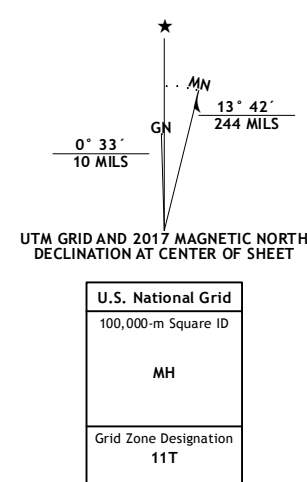 ★
MN
GN
13° 42´
244 MILS
0° 33´
10 MILS
UTM GRID AND 2017 MAGNETIC NORTH
DECLINATION AT CENTER OF SHEET
U.S. National Grid
100,000-m Square ID
MH
Grid Zone Designation
11T